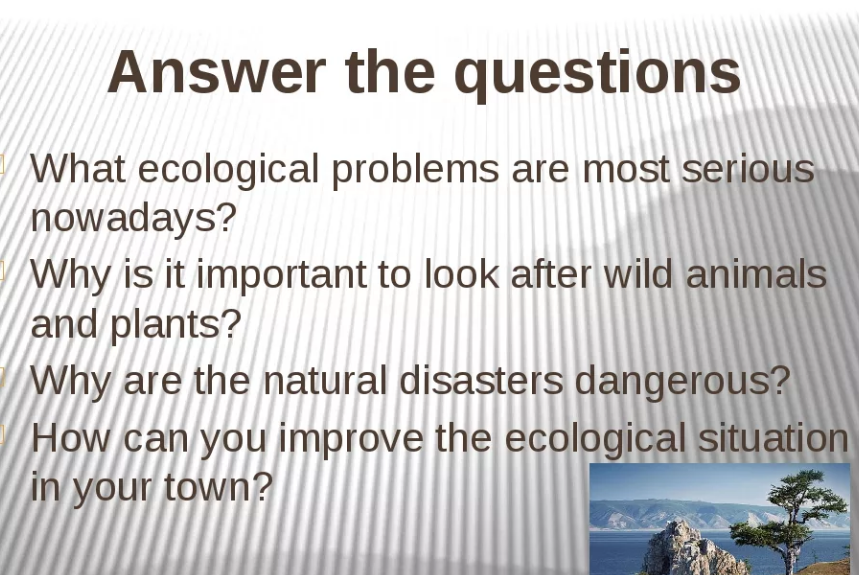 Answer the questions
What ecological problems are most serious
nowadays?
Why is it important to look after wild animals
and plants?
Why are the natural disasters dangerous?
How can you improve the ecological situation
in your town?